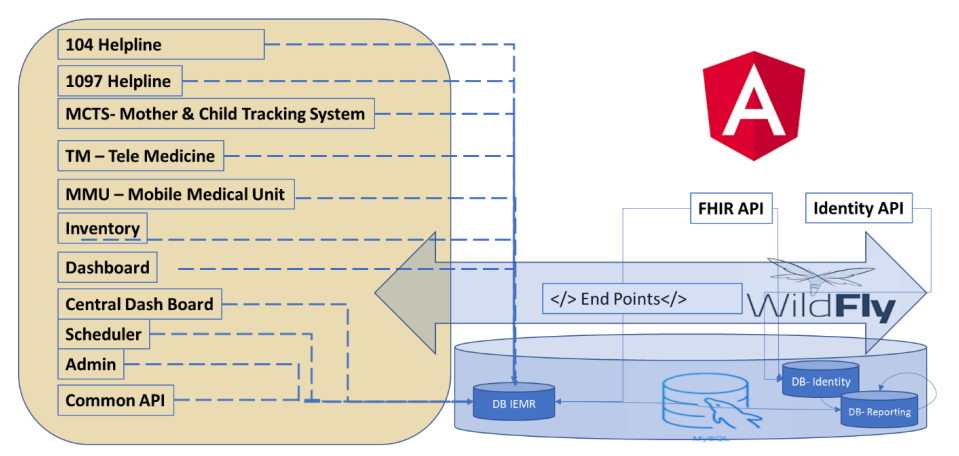 104 Helpline
1097 Helpline
MCTS- Mother & Child Tracking System
TM – Tele Medicine
MMU – Mobile Medical Unit
Inventory
Dashboard
Central Dash Board
Scheduler
Admin
Common API
A
FHIR API
Identity API
</> End Points</>
WildFly
DB IEMR
MySQL
DB- Identity
DB- Reporting